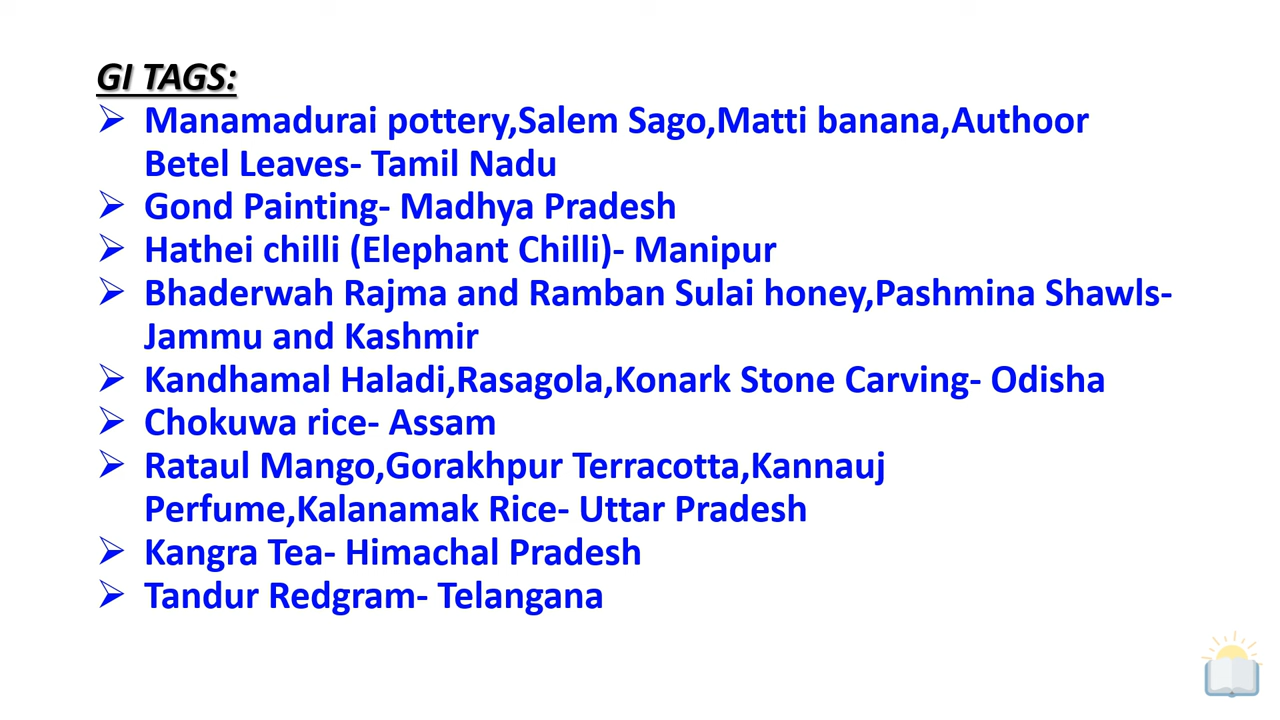 GI TAGS:
Manamadurai pottery,Salem Sago,Matti banana,Authoor
Betel Leaves- Tamil Nadu
Gond Painting- Madhya Pradesh
Hathei chilli (Elephant Chilli)- Manipur
Bhaderwah Rajma and Ramban Sulai honey,Pashmina Shawls-
Jammu and Kashmir
Kandhamal Haladi,Rasagola,Konark Stone Carving- Odisha
Chokuwa rice- Assam
Rataul Mango,Gorakhpur Terracotta,Kannauj
Perfume,Kalanamak Rice- Uttar Pradesh
Kangra Tea- Himachal Pradesh
Tandur Redgram- Telangana